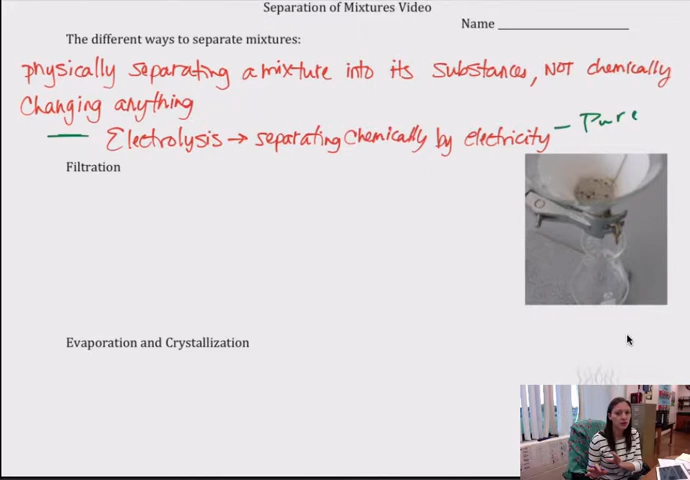 Separation of Mixtures Video
Name
The different ways to separate mixtures:
physically separating a mixture into its substances, NOT chemically
Changing anything
Electrolysis → separating Chemically by electricity – Pure
Filtration
Evaporation and Crystallization